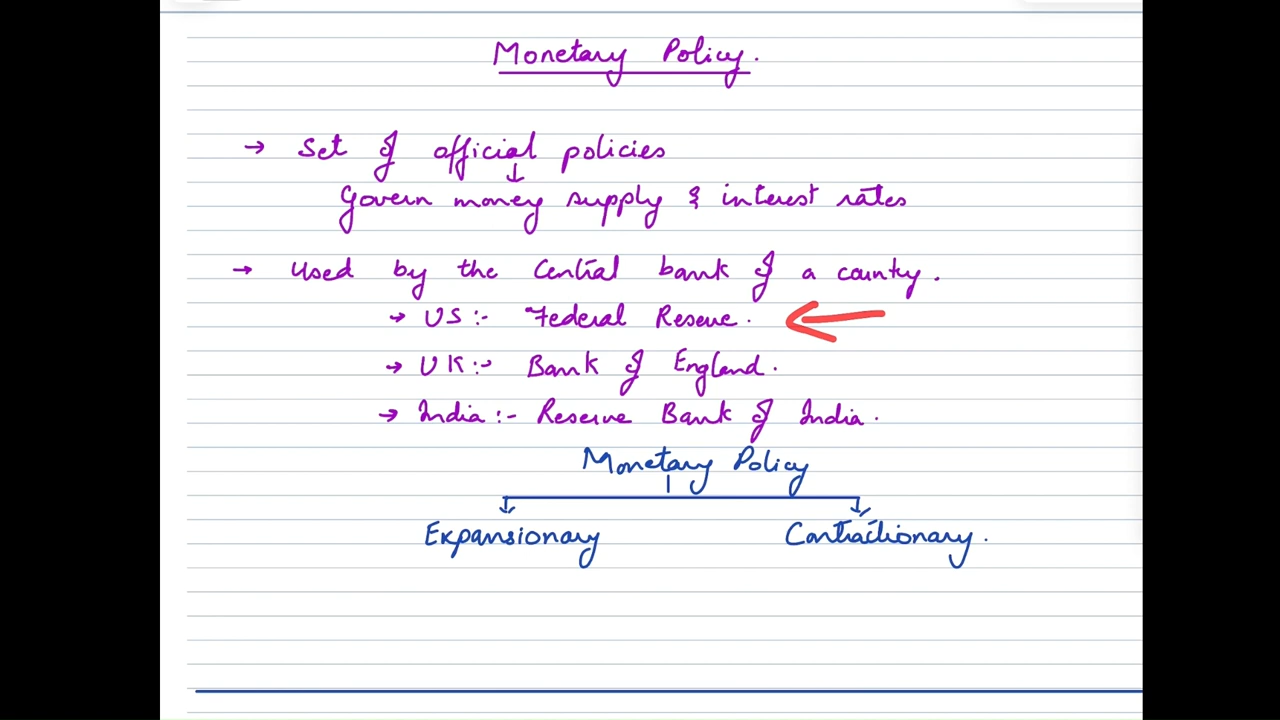 Monetary Policy.
→ Set of official policies
↓
Govern money supply & interest rates
→ Used by the Central bank of a county.
→ US:- Federal Reserve.
→ UK:- Bank of England.
→ India:- Reserve Bank of India.
Monetary Policy
Expansionary Contractionary.